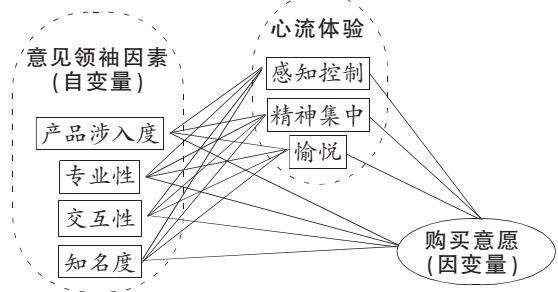 意见领袖因素
(自变量)
产品涉入度
专业性
交互性
知名度
心流体验
感知控制
精神集中
愉悦
购买意愿
(因变量)